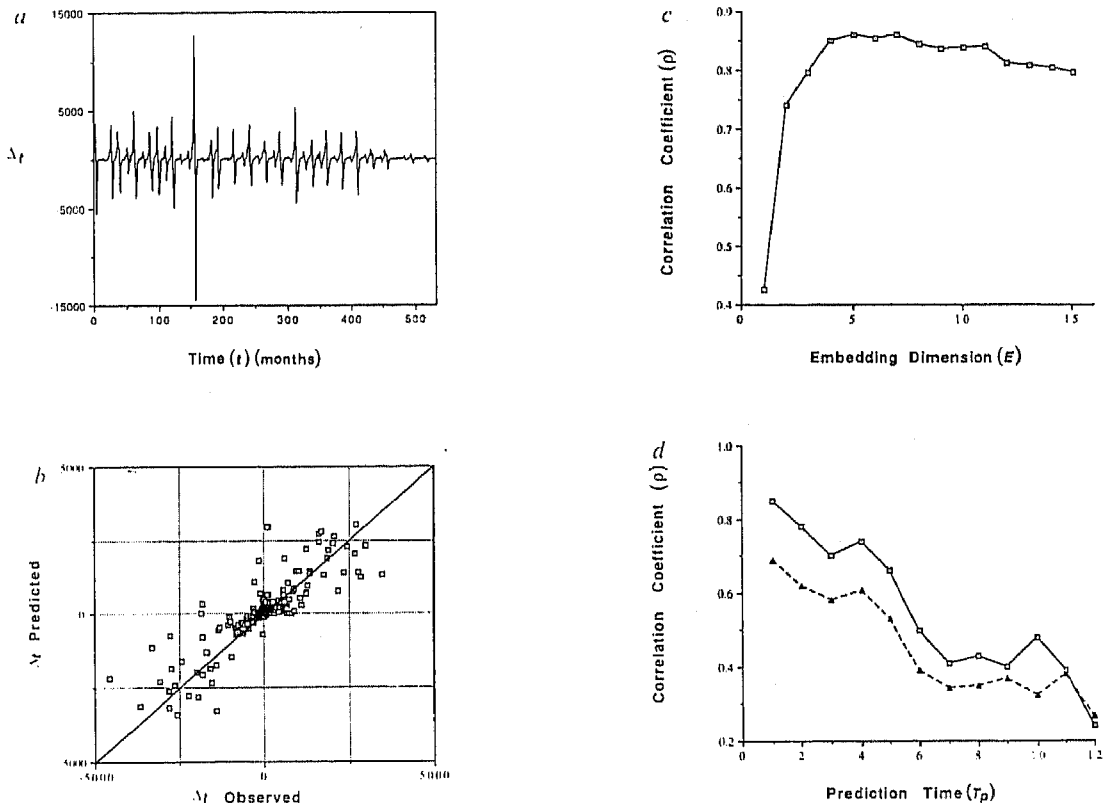 a
15000
5000
Δt
-5000
-15000
0 100 200 300 400 500
Time (t) (months)
c
0.9
0.8
0.7
0.6
0.5
0.4
Correlation Coefficient (ρ)
0 5 10 15
Embedding Dimension (E)
b
5000
0
Δt Predicted
-5000 0 5000
Δt Observed
d
1.0
0.8
0.6
0.4
0.2
Correlation Coefficient (ρ)
0 2 4 6 8 10 12
Prediction Time (Tp)